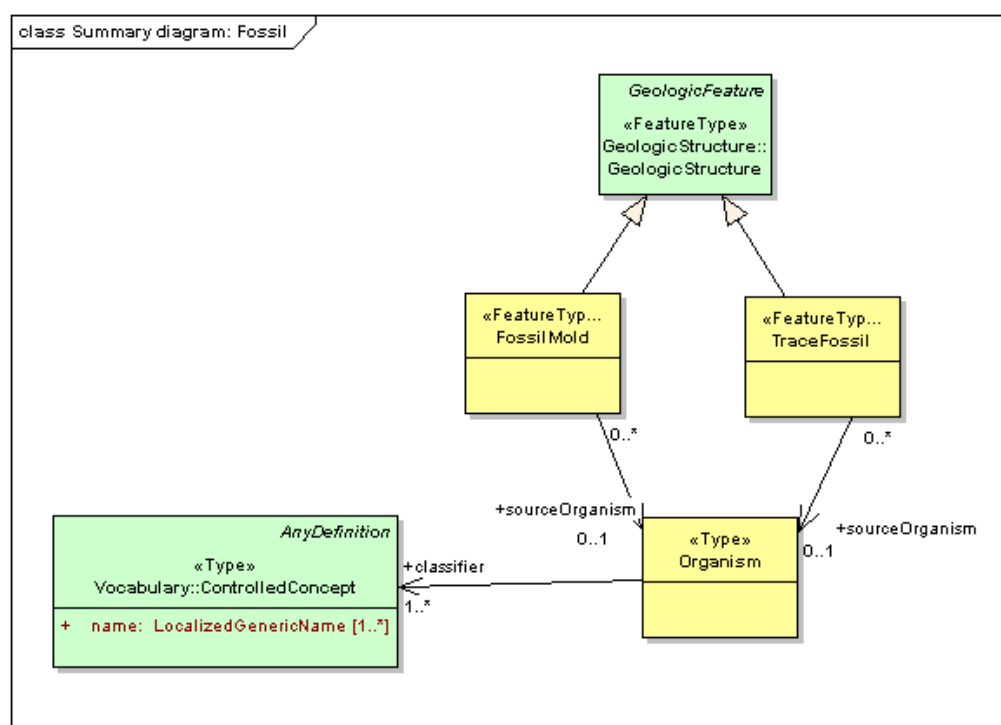 class Summary diagram: Fossil
GeologicFeature
«FeatureType»
GeologicStructure::
GeologicStructure
«FeatureTyp...
FossilMold
«FeatureTyp...
TraceFossil
0..*
0..*
+sourceOrganism
0..1
+sourceOrganism
0..1
«Type»
Organism
AnyDefinition
«Type»
Vocabulary::ControlledConcept
+ name: LocalizedGenericName [1..*]
+classifier
1..*